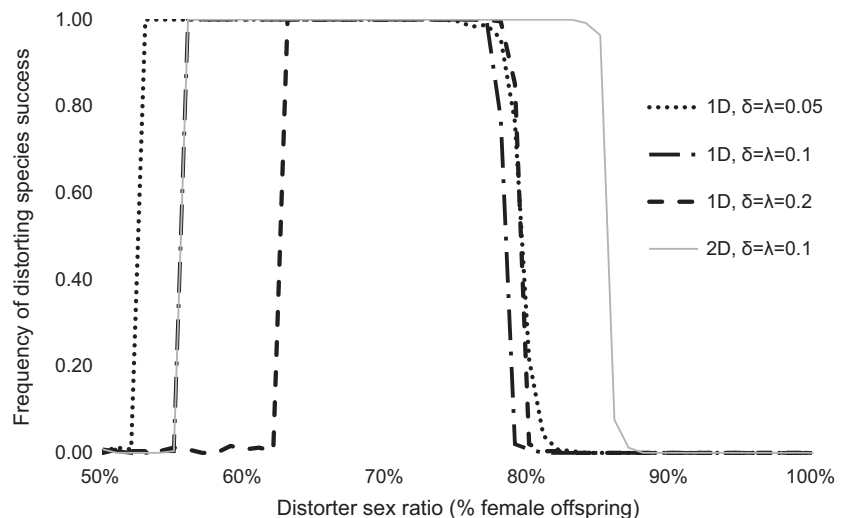 Frequency of distorting species success
1.00
0.80
0.60
0.40
0.20
0.00
50%
60%
70%
80%
90%
100%
Distorter sex ratio (% female offspring)
1D, δ=λ=0.05
1D, δ=λ=0.1
1D, δ=λ=0.2
2D, δ=λ=0.1